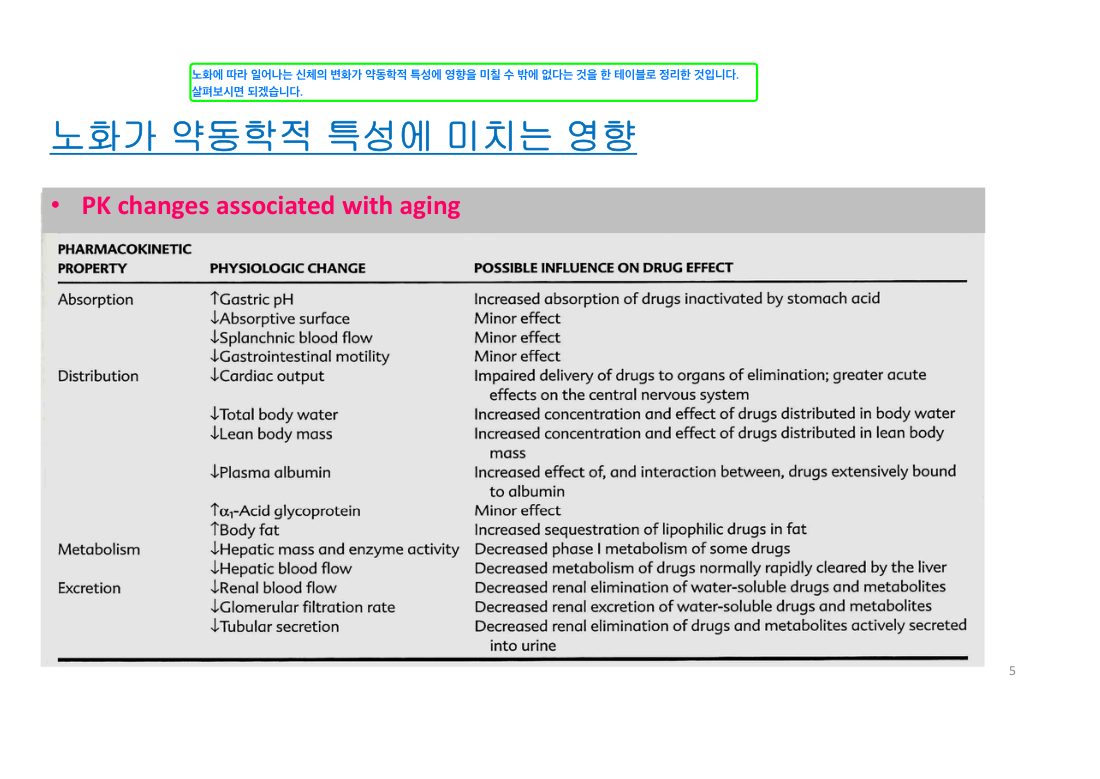 노화에 따라 일어나는 신체의 변화가 약동학적 특성에 영향을 미칠 수 밖에 없다는 것을 한 테이블로 정리한 것입니다.
살펴보시면 되겠습니다.
노화가 약동학적 특성에 미치는 영향
• PK changes associated with aging
PHARMACOKINETIC
PROPERTY PHYSIOLOGIC CHANGE POSSIBLE INFLUENCE ON DRUG EFFECT
Absorption ↑Gastric pH Increased absorption of drugs inactivated by stomach acid
↓Absorptive surface Minor effect
↓Splanchnic blood flow Minor effect
↓Gastrointestinal motility Minor effect
Distribution ↓Cardiac output Impaired delivery of drugs to organs of elimination; greater acute
effects on the central nervous system
↓Total body water Increased concentration and effect of drugs distributed in body water
↓Lean body mass Increased concentration and effect of drugs distributed in lean body
mass
↓Plasma albumin Increased effect of, and interaction between, drugs extensively bound
to albumin
↑α₁-Acid glycoprotein Minor effect
↑Body fat Increased sequestration of lipophilic drugs in fat
Metabolism ↓Hepatic mass and enzyme activity Decreased phase I metabolism of some drugs
↓Hepatic blood flow Decreased metabolism of drugs normally rapidly cleared by the liver
Excretion ↓Renal blood flow Decreased renal elimination of water-soluble drugs and metabolites
↓Glomerular filtration rate Decreased renal excretion of water-soluble drugs and metabolites
↓Tubular secretion Decreased renal elimination of drugs and metabolites actively secreted
into urine
5